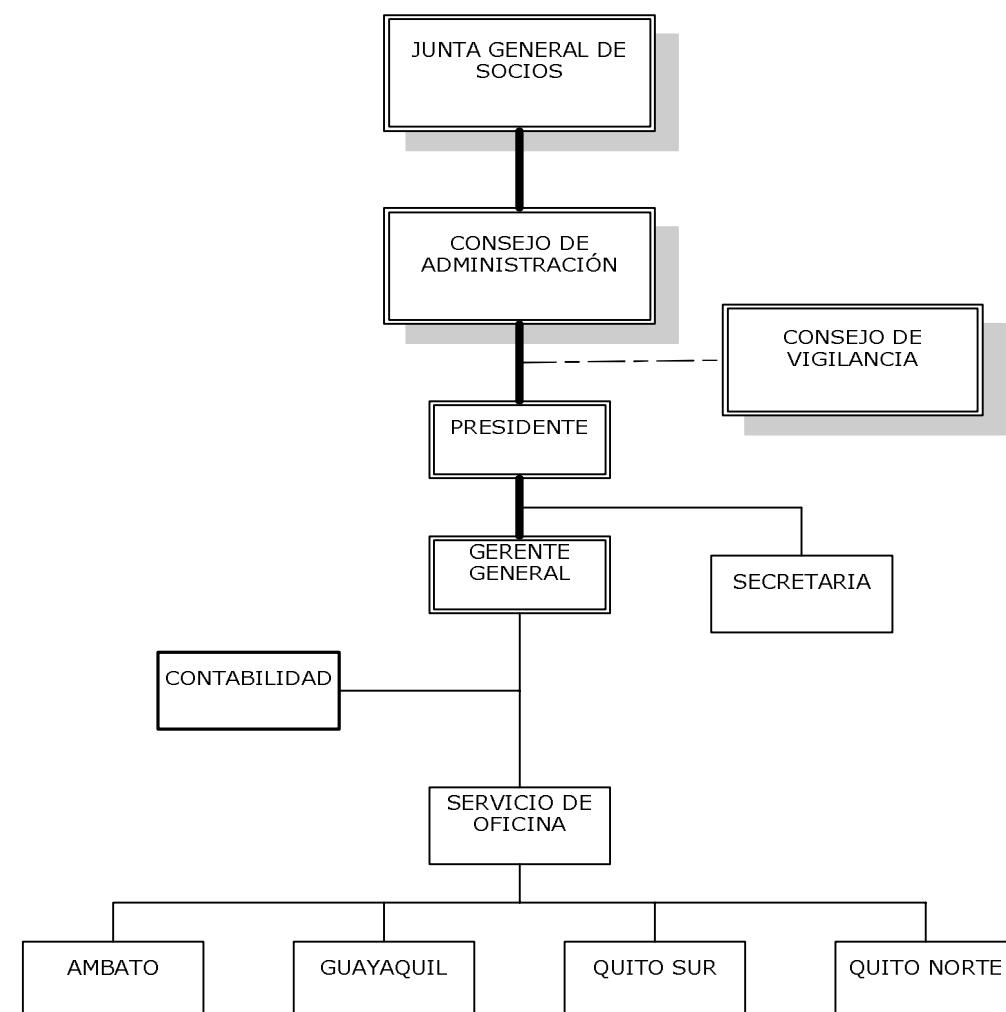 JUNTA GENERAL DE
SOCIOS
CONSEJO DE
ADMINISTRACIÓN
CONSEJO DE
VIGILANCIA
PRESIDENTE
GERENTE
GENERAL
SECRETARIA
CONTABILIDAD
SERVICIO DE
OFICINA
AMBATO
GUAYAQUIL
QUITO SUR
QUITO NORTE